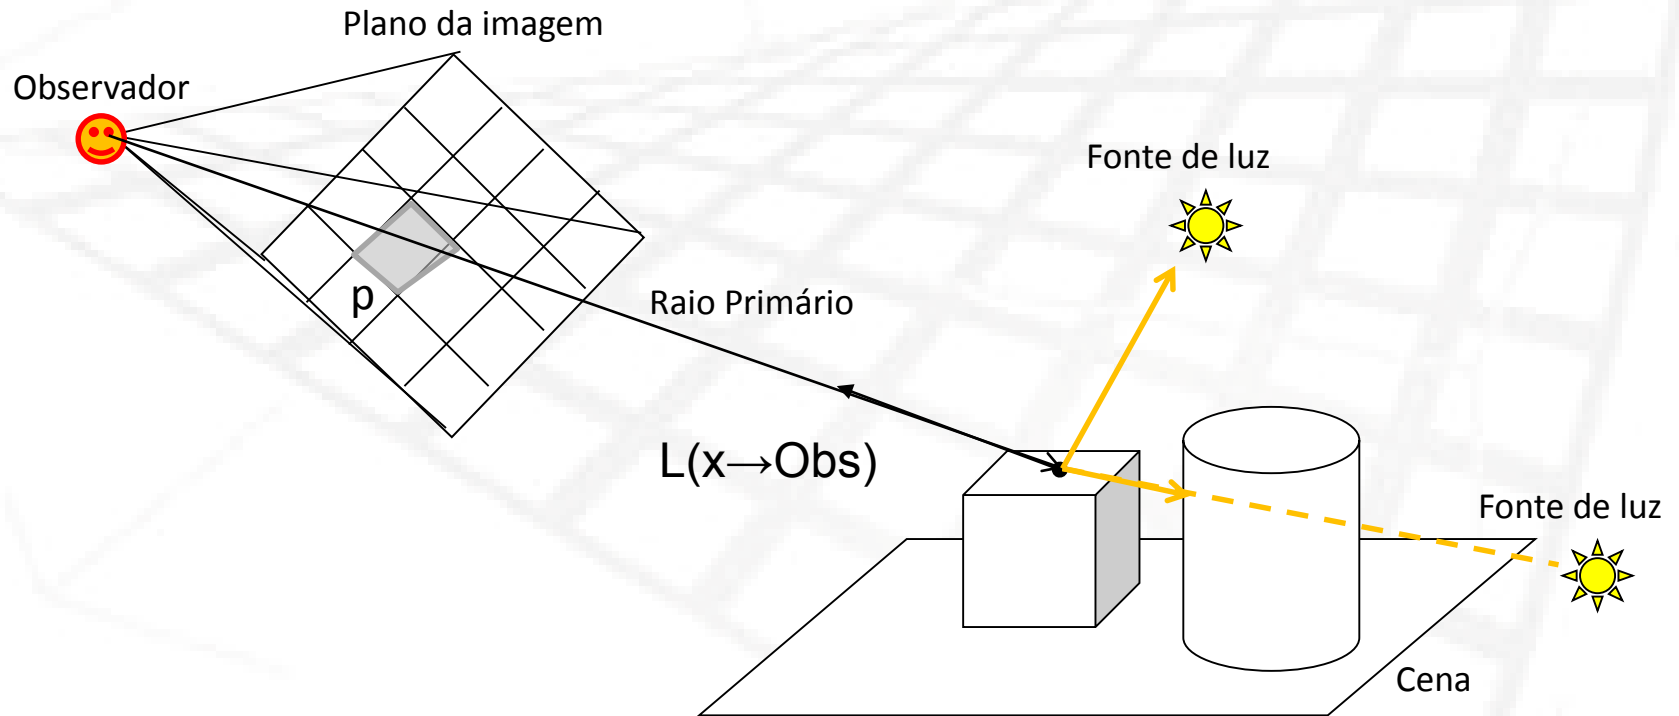 Plano da imagem
Observador
Fonte de luz
p
Raio Primário
L(x→Obs)
Fonte de luz
Cena